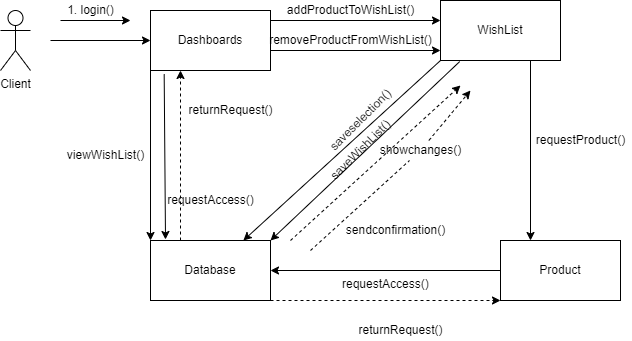 1. login()
addProductToWishList()
Dashboards
WishList
removeProductFromWishList()
Client
returnRequest()
saveselection()
requestProduct()
viewWishList()
saveWishList()
showchanges()
requestAccess()
sendconfirmation()
Database
Product
requestAccess()
returnRequest()